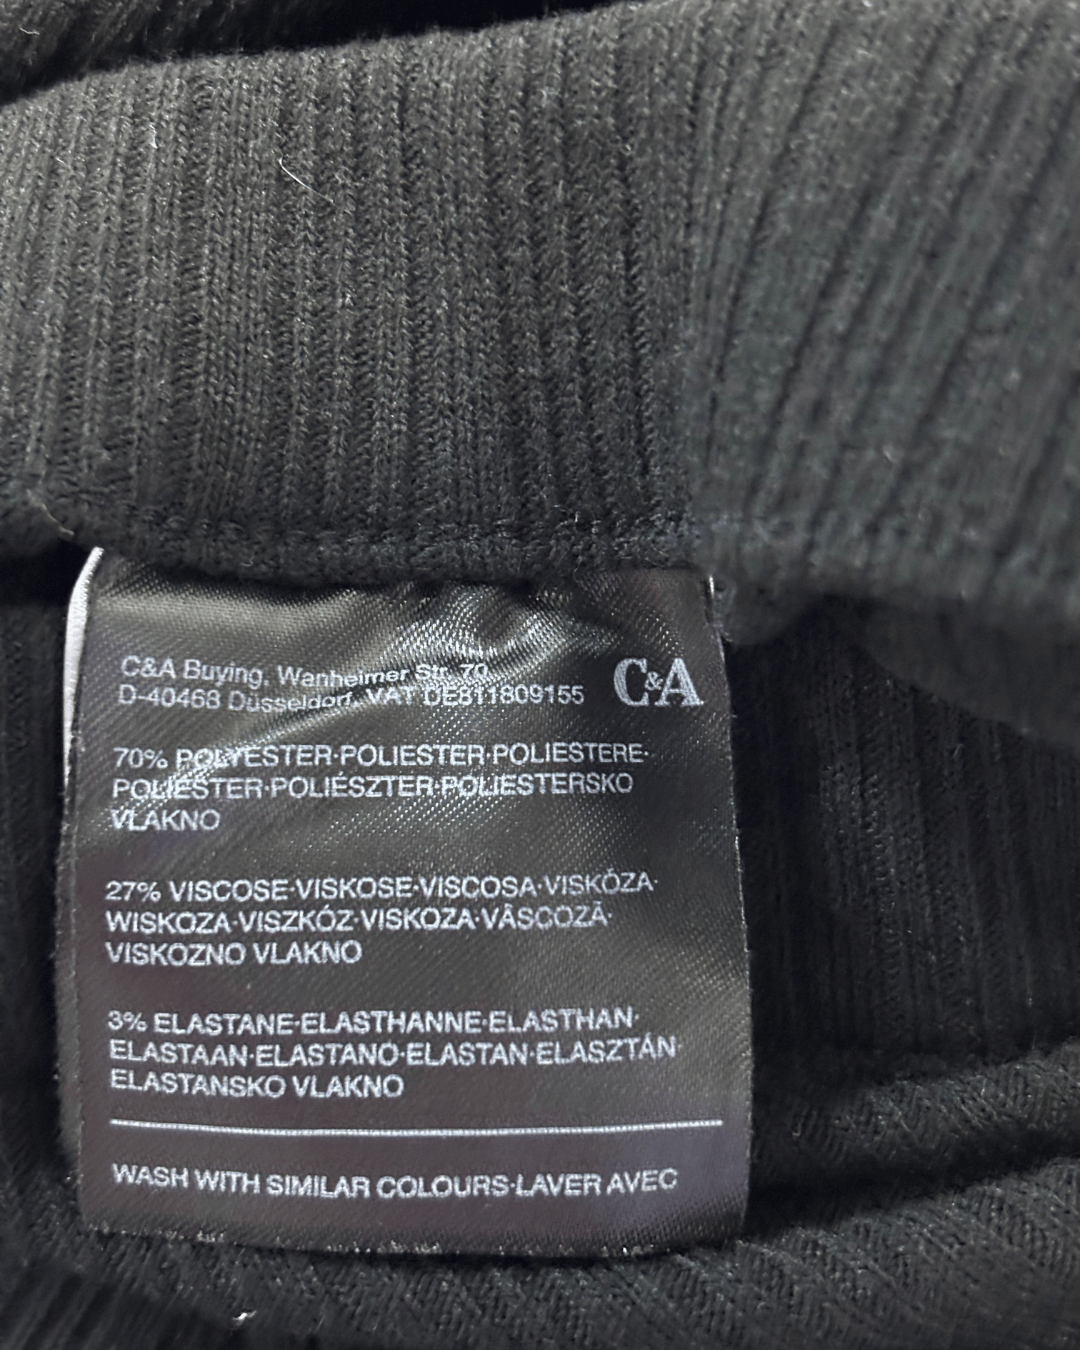 C&A Buying, Wanheimer Str. 70
D-40468 Düsseldorf, VAT DE811809155
C&A
70% POLYESTER·POLIESTER·POLIESTERE·
POLIESTER·POLIÉSZTER·POLIESTERSKO
VLAKNO
27% VISCOSE·VISKOSE·VISCOSA·VISKÓZA·
WISKOZA·VISZKÓZ·VISKOZA·VÂSCOZĂ·
VISKOZNO VLAKNO
3% ELASTANE·ELASTHANNE·ELASTHAN·
ELASTAAN·ELASTANO·ELASTAN·ELASZTÁN·
ELASTANSKO VLAKNO
WASH WITH SIMILAR COLOURS·LAVER AVEC